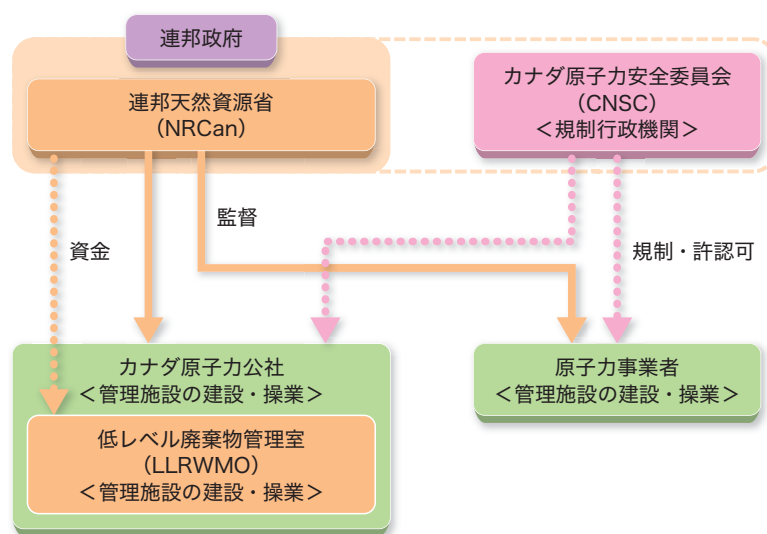 連邦政府
連邦天然資源省
（NRCan）
カナダ原子力安全委員会
（CNSC）
＜規制行政機関＞
資金
監督
規制・許認可
カナダ原子力公社
＜管理施設の建設・操業＞
低レベル廃棄物管理室
（LLRWMO）
＜管理施設の建設・操業＞
原子力事業者
＜管理施設の建設・操業＞